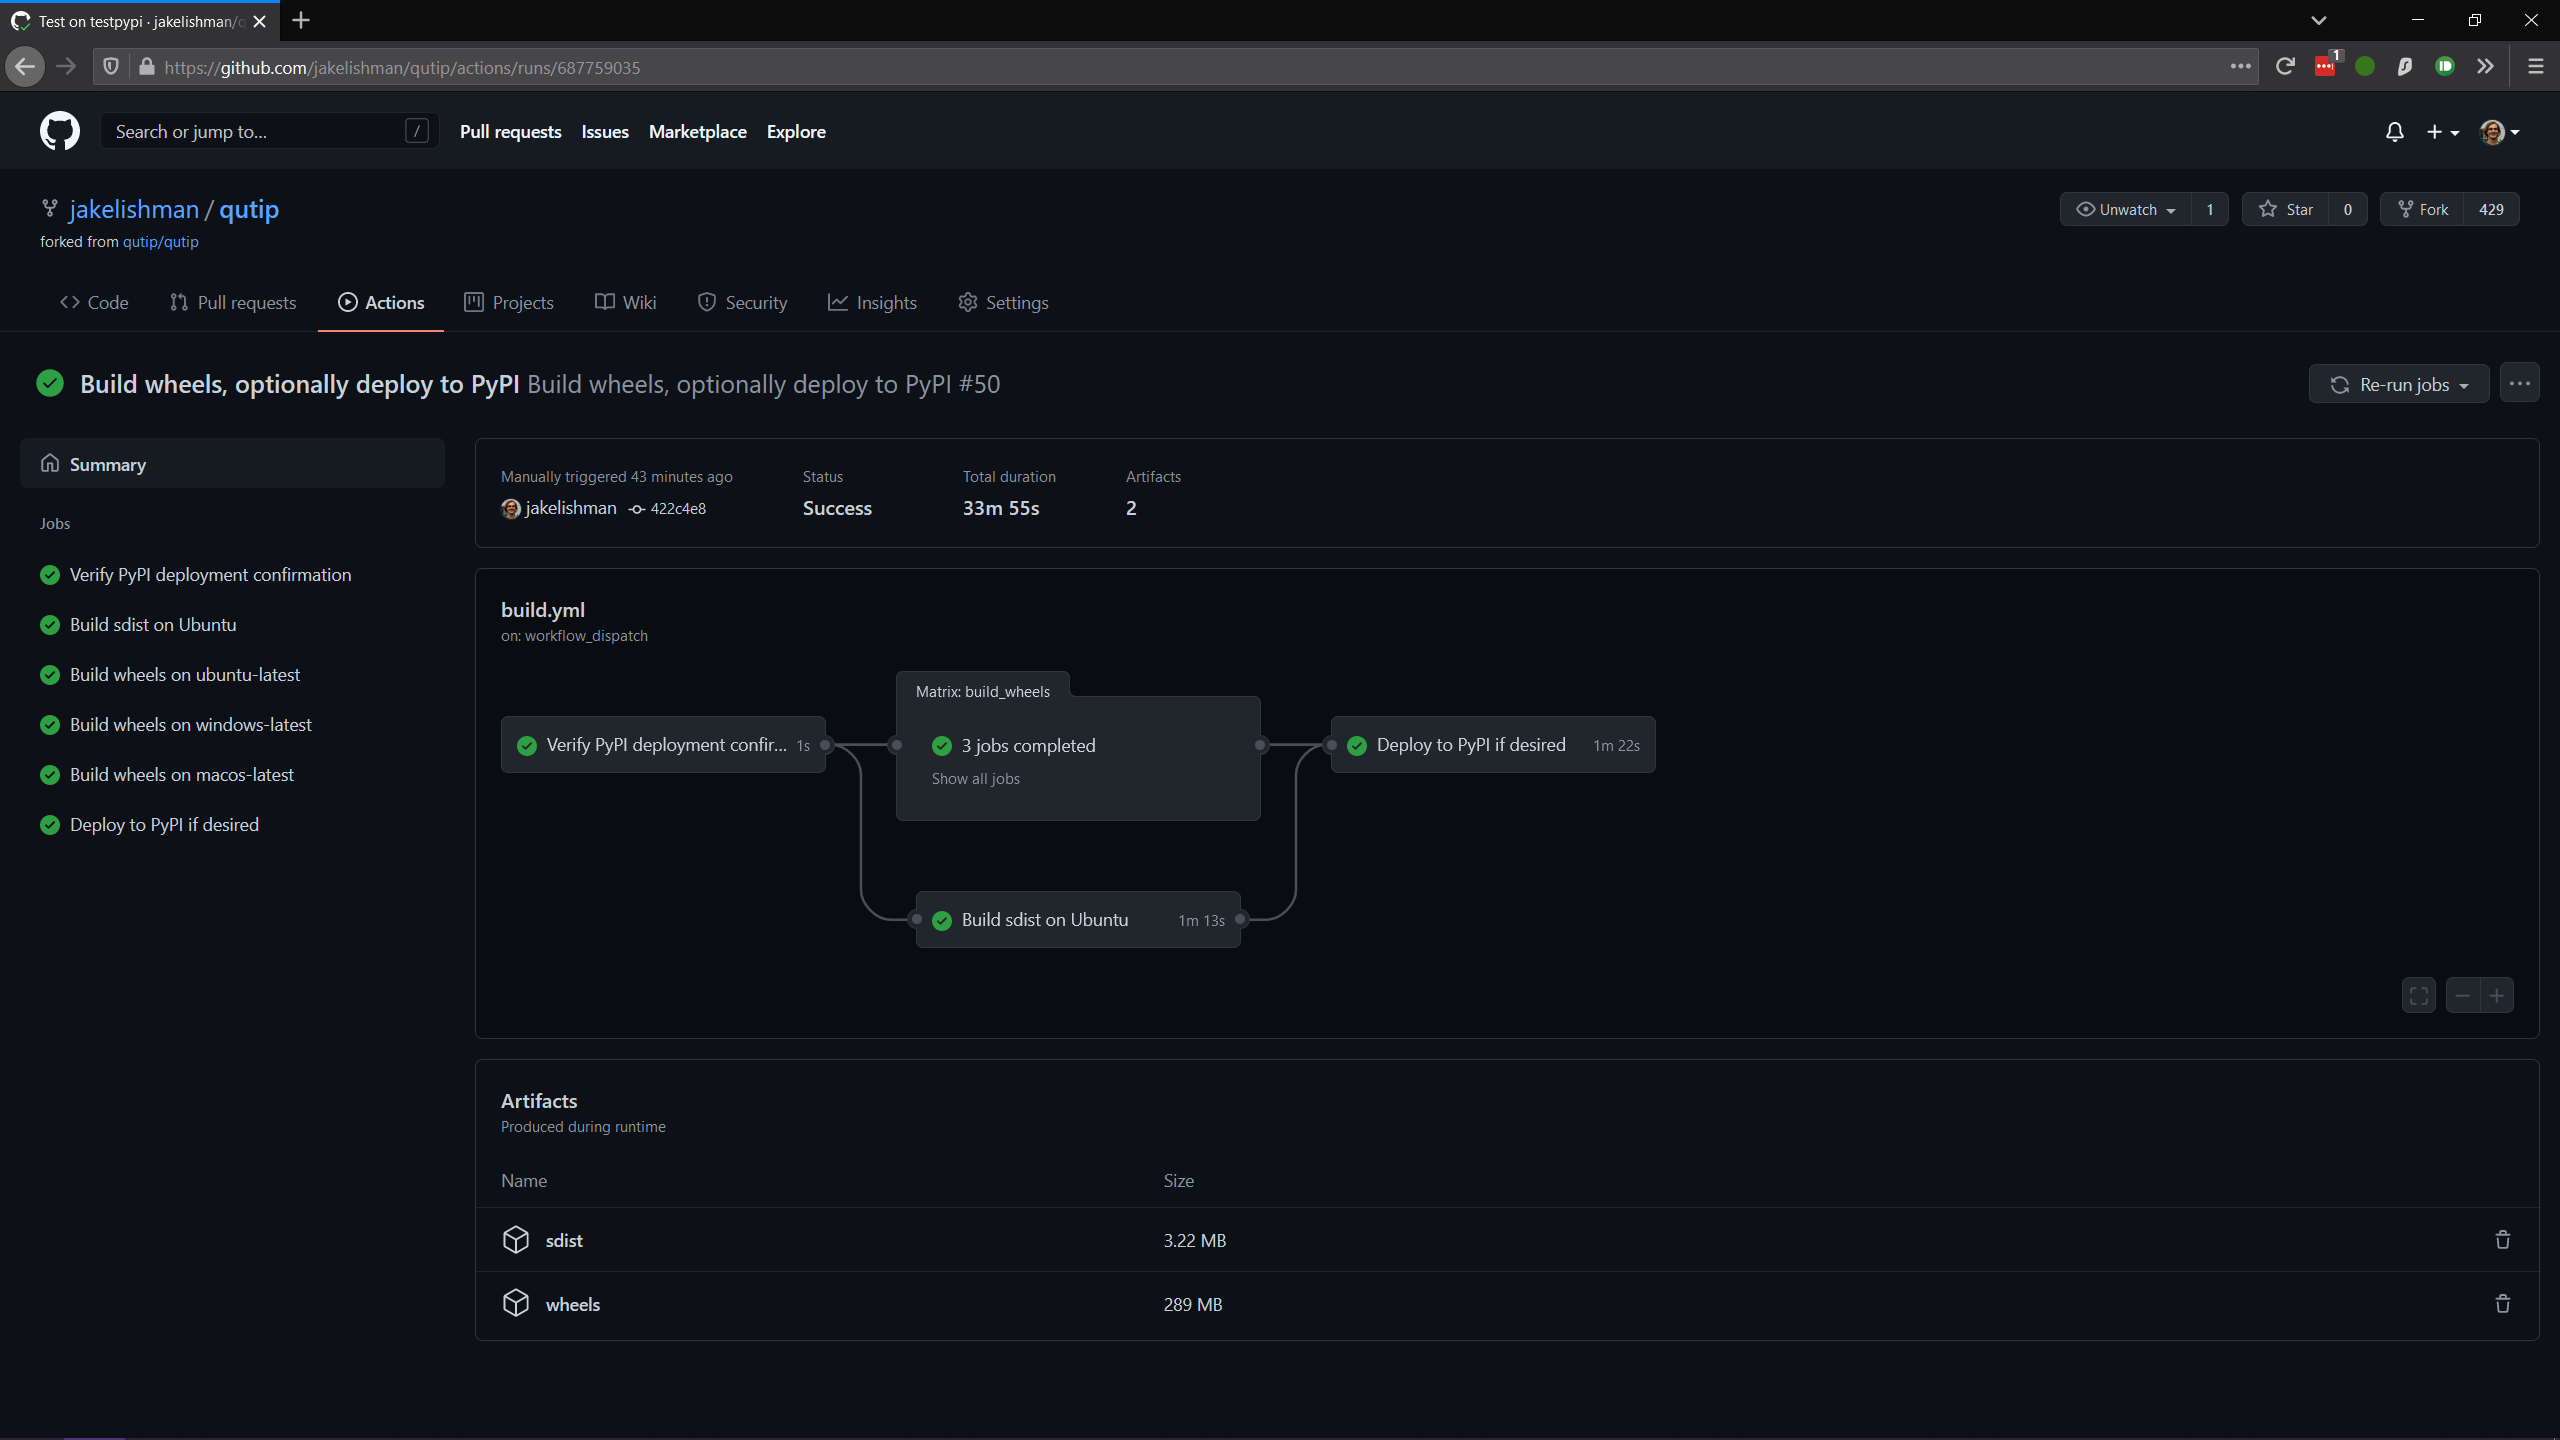 Test on testpypi · jakelishman/q
https://github.com/jakelishman/qutip/actions/runs/687759035
1
Search or jump to...
/
Pull requests
Issues
Marketplace
Explore
jakelishman / qutip
forked from qutip/qutip
Unwatch
1
Star
0
Fork
429
Code
Pull requests
Actions
Projects
Wiki
Security
Insights
Settings
Build wheels, optionally deploy to PyPI Build wheels, optionally deploy to PyPI #50
Re-run jobs
Summary
Jobs
Verify PyPI deployment confirmation
Build sdist on Ubuntu
Build wheels on ubuntu-latest
Build wheels on windows-latest
Build wheels on macos-latest
Deploy to PyPI if desired
Manually triggered 43 minutes ago
jakelishman 422c4e8
Status
Success
Total duration
33m 55s
Artifacts
2
build.yml
on: workflow_dispatch
Verify PyPI deployment confir... 1s
Matrix: build_wheels
3 jobs completed
Show all jobs
Build sdist on Ubuntu 1m 13s
Deploy to PyPI if desired 1m 22s
Artifacts
Produced during runtime
Name Size
sdist 3.22 MB
wheels 289 MB